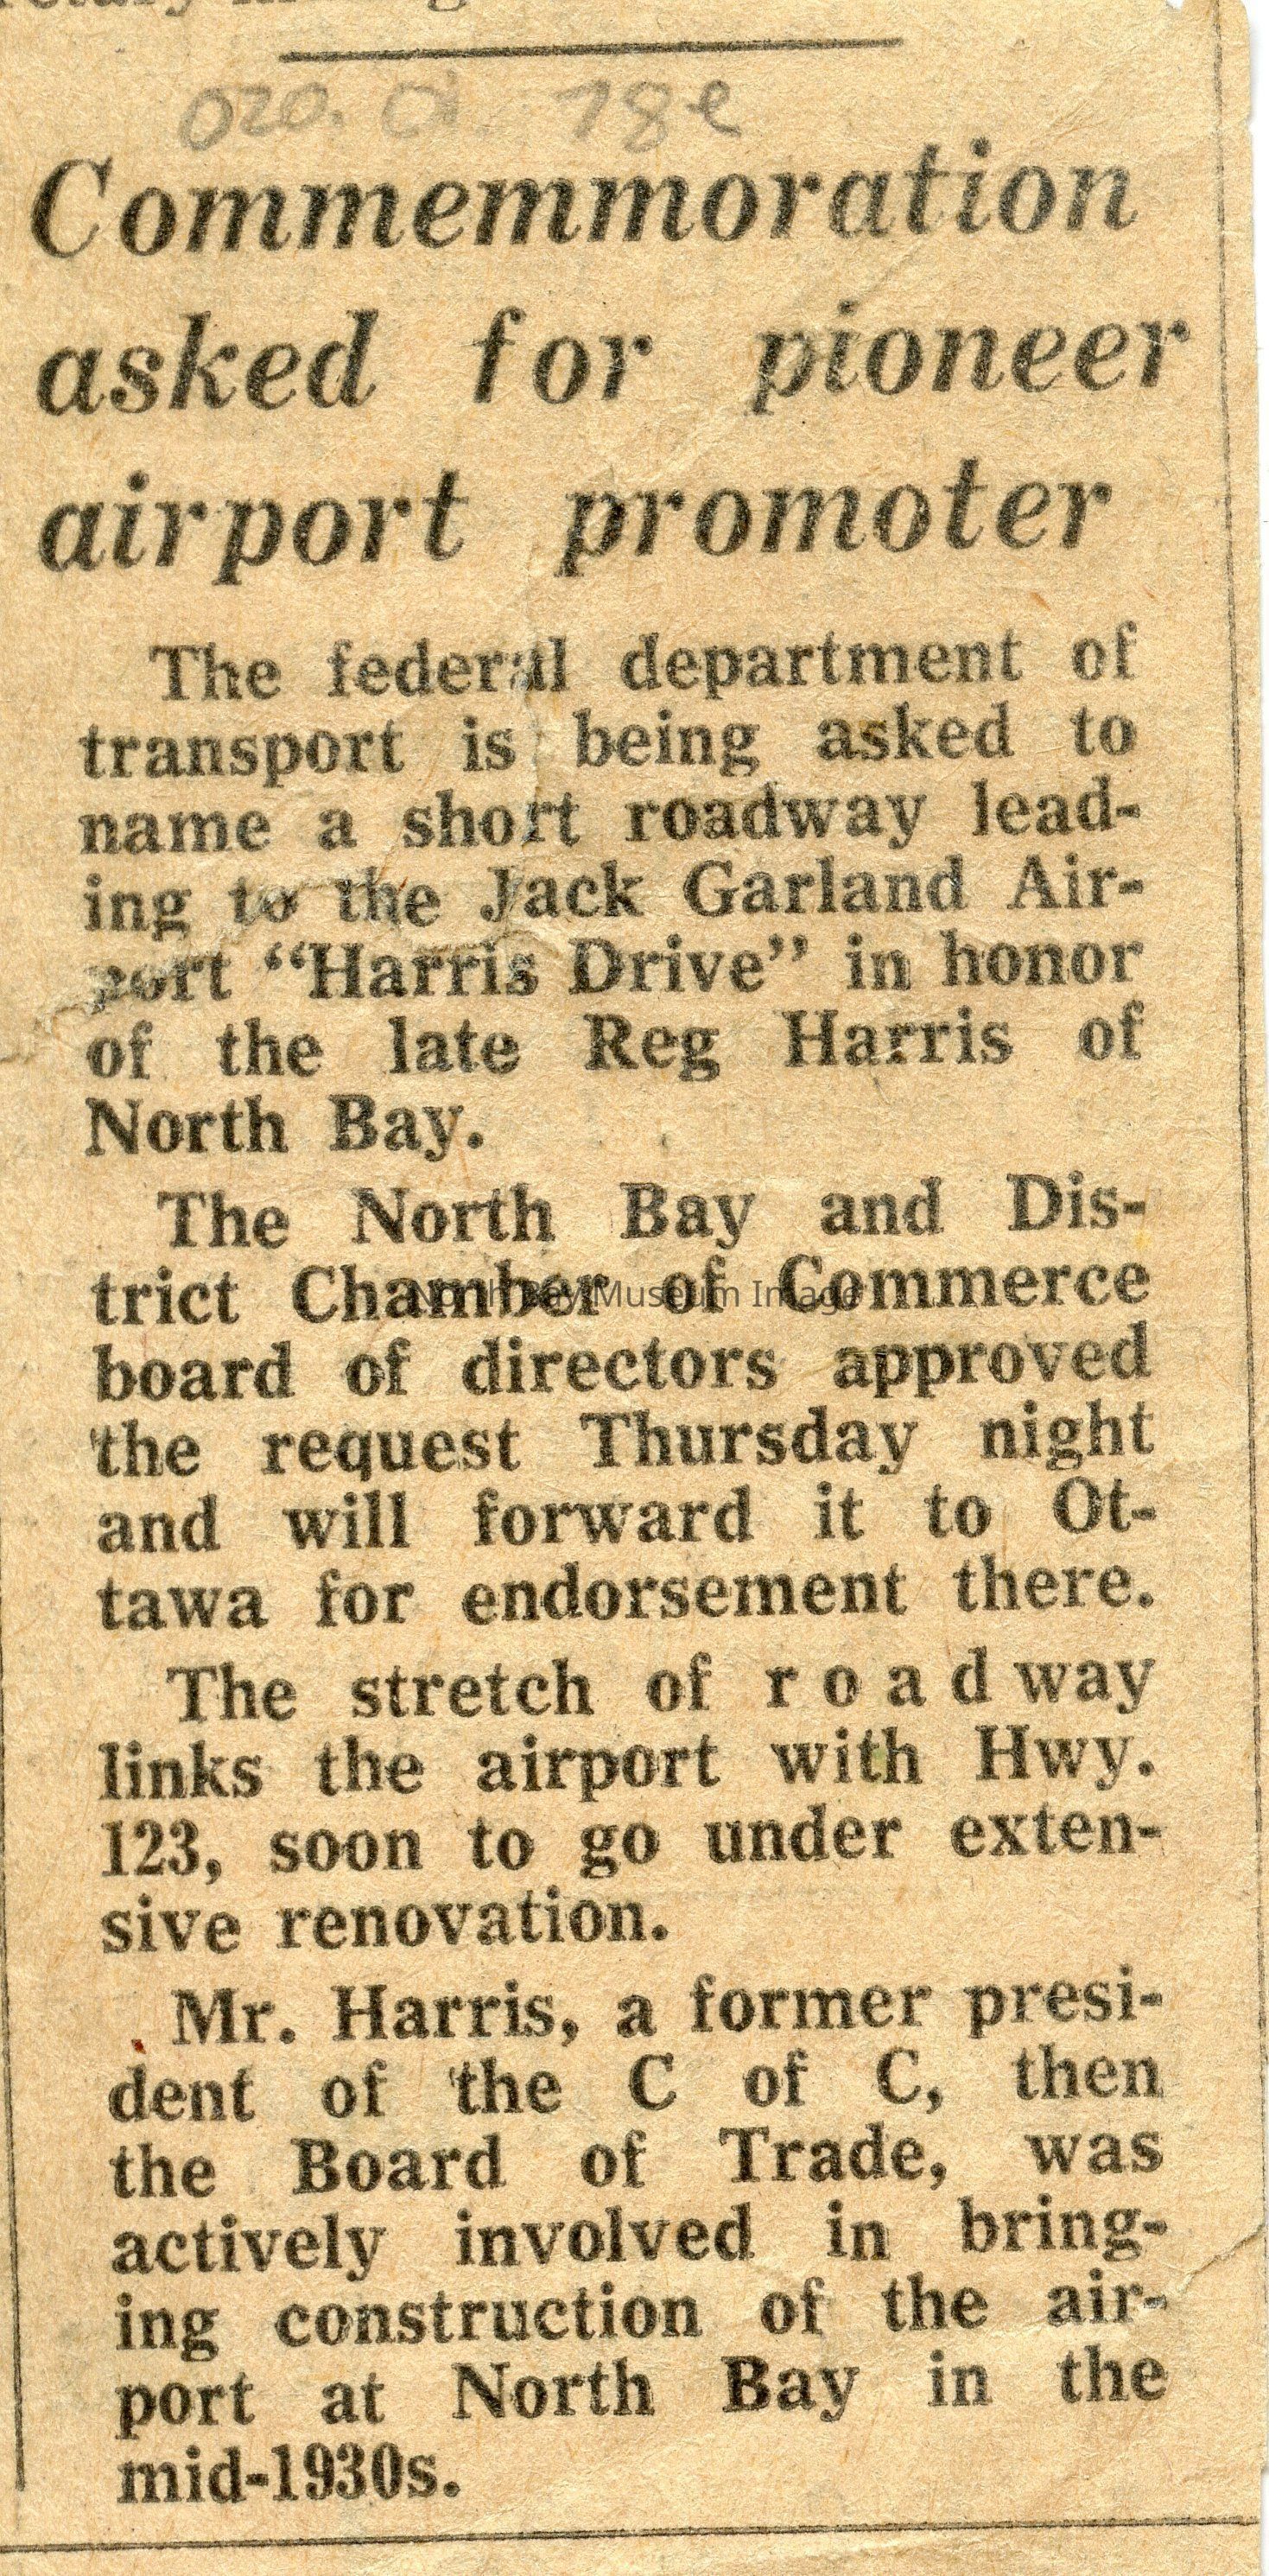 020. 01 78e
Commemmoration
asked for pioneer
airport promoter
The federal department of
transport is being asked to
name a short roadway lead-
ing to the Jack Garland Air-
port “Harris Drive” in honor
of the late Reg Harris of
North Bay.
The North Bay and Dis-
trict Chamber of Commerce
North Bay Museum Image
board of directors approved
the request Thursday night
and will forward it to Ot-
tawa for endorsement there.
The stretch of roadway
links the airport with Hwy.
123, soon to go under exten-
sive renovation.
Mr. Harris, a former presi-
dent of the C of C, then
the Board of Trade, was
actively involved in bring-
ing construction of the air-
port at North Bay in the
mid-1930s.